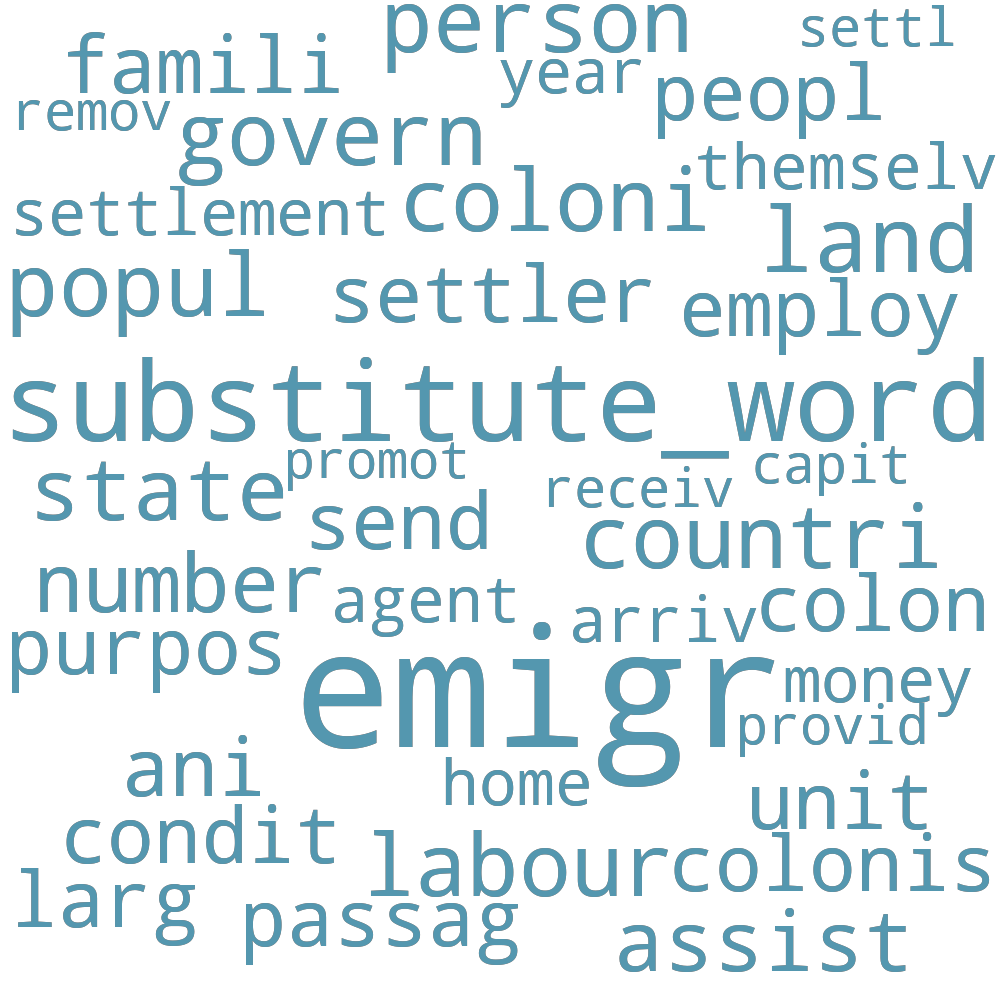 person settl
famili year
remov peopl
govern themselv
settlement coloni land
popul settler employ
substitute_word
state promot receiv capit
send countri
number agent arriv colon
purpos emigr money
provid
ani home unit
condit labour colonis
larg passag assist